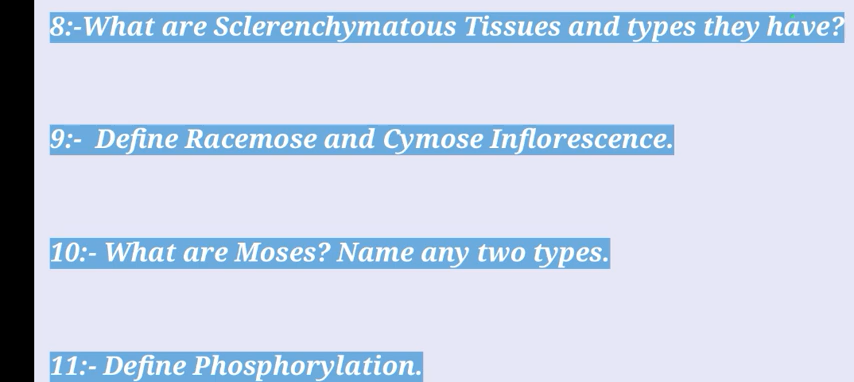 8:-What are Sclerenchymatous Tissues and types they have?
9:- Define Racemose and Cymose Inflorescence.
10:- What are Moses? Name any two types.
11:- Define Phosphorylation.